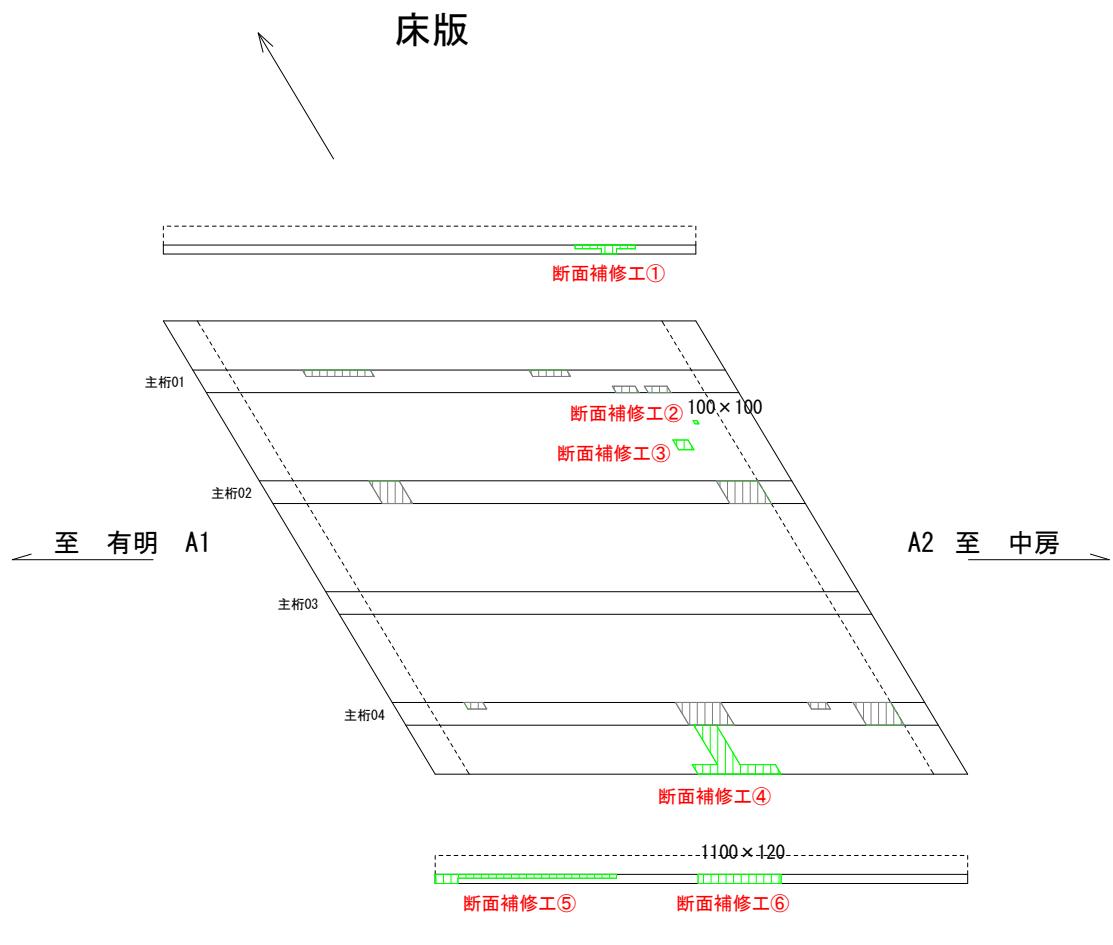 床版
断面補修工①
主桁01
断面補修工② 100×100
断面補修工③
主桁02
至 有明 A1
A2 至 中房
主桁03
主桁04
断面補修工④
1100×120
断面補修工⑤
断面補修工⑥